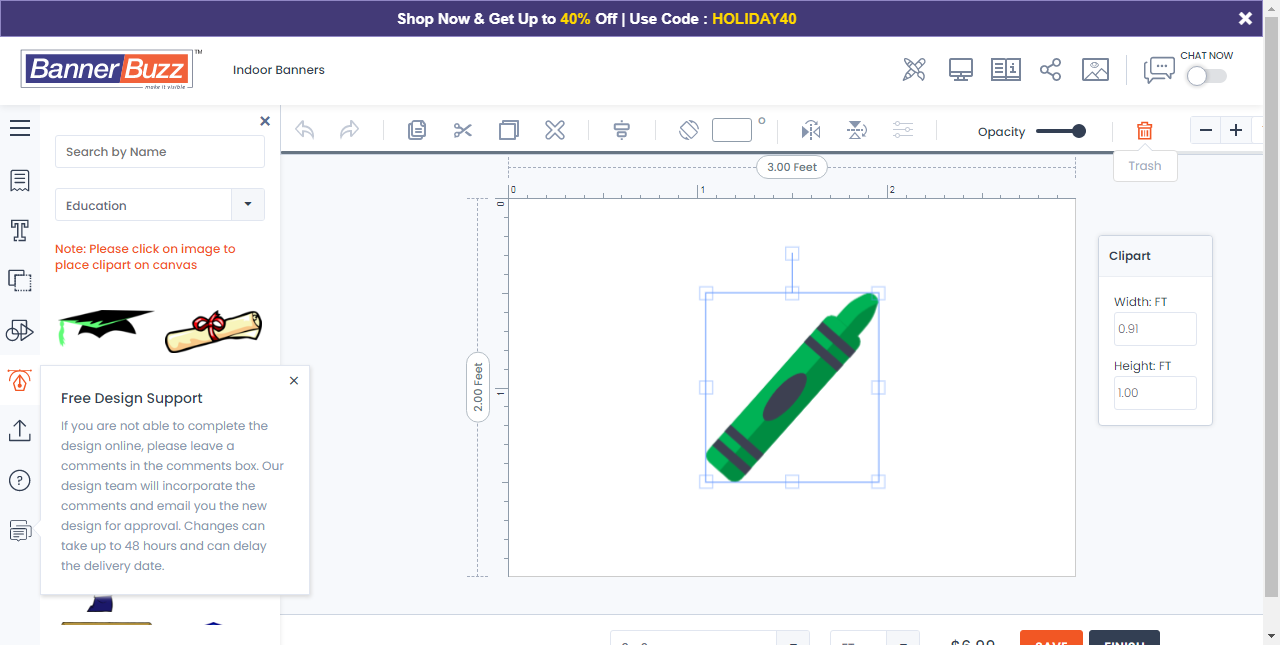 Shop Now & Get Up to 40% Off | Use Code : HOLIDAY40
BannerBuzz™
make it visible
Indoor Banners
CHAT NOW
Search by Name
Education
Note: Please click on image to
place clipart on canvas
Opacity
Trash
3.00 Feet
0
1
2
0
1
2.00 Feet
Clipart
Width: FT
0.91
Height: FT
1.00
Free Design Support
If you are not able to complete the
design online, please leave a
comments in the comments box. Our
design team will incorporate the
comments and email you the new
design for approval. Changes can
take up to 48 hours and can delay
the delivery date.
$6.99
SAVE
FINISH